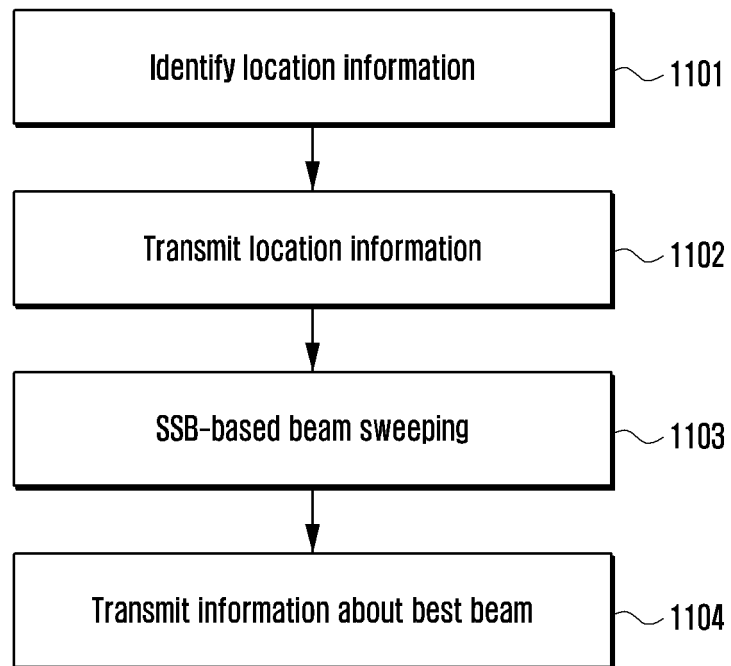 Identify location information
1101
Transmit location information
1102
SSB-based beam sweeping
1103
Transmit information about best beam
1104